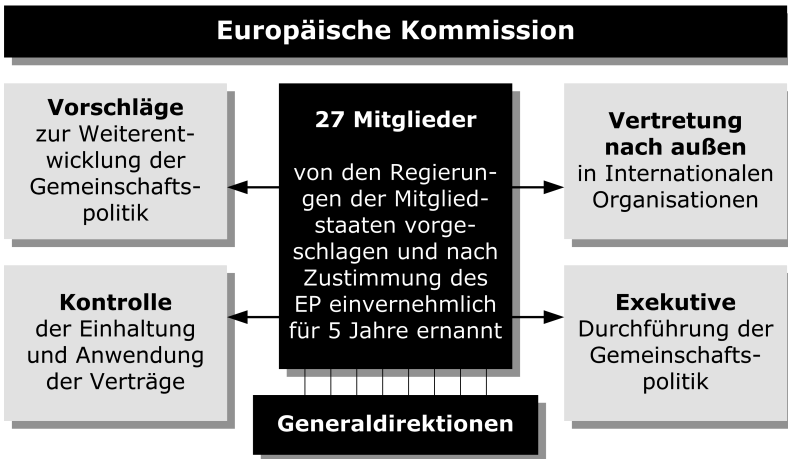 Europäische Kommission
Vorschläge
zur Weiterent-
wicklung der
Gemeinschafts-
politik
Kontrolle
der Einhaltung
und Anwendung
der Verträge
27 Mitglieder
von den Regierun-
gen der Mitglied-
staaten vorge-
schlagen und nach
Zustimmung des
EP einvernehmlich
für 5 Jahre ernannt
Vertretung
nach außen
in Internationalen
Organisationen
Exekutive
Durchführung der
Gemeinschafts-
politik
Generaldirektionen